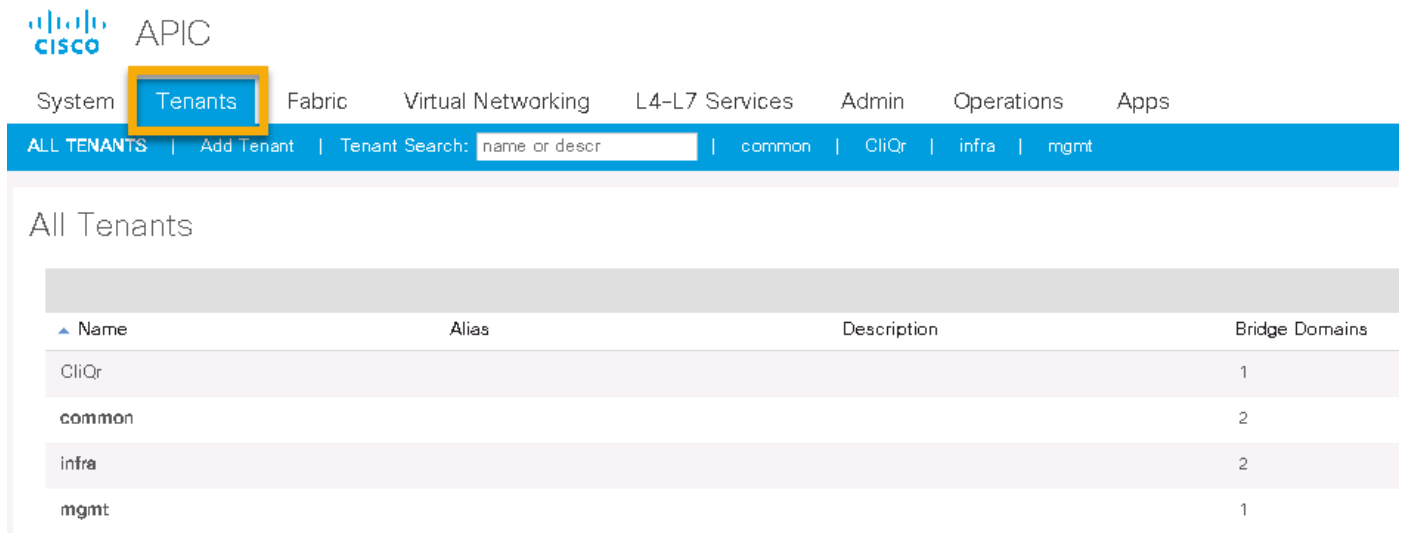 CISCO APIC
System Tenants Fabric Virtual Networking L4-L7 Services Admin Operations Apps
ALL TENANTS | Add Tenant | Tenant Search: name or descr | common | CliQr | infra | mgmt
All Tenants
Name Alias Description Bridge Domains
CliQr 1
common 2
infra 2
mgmt 1